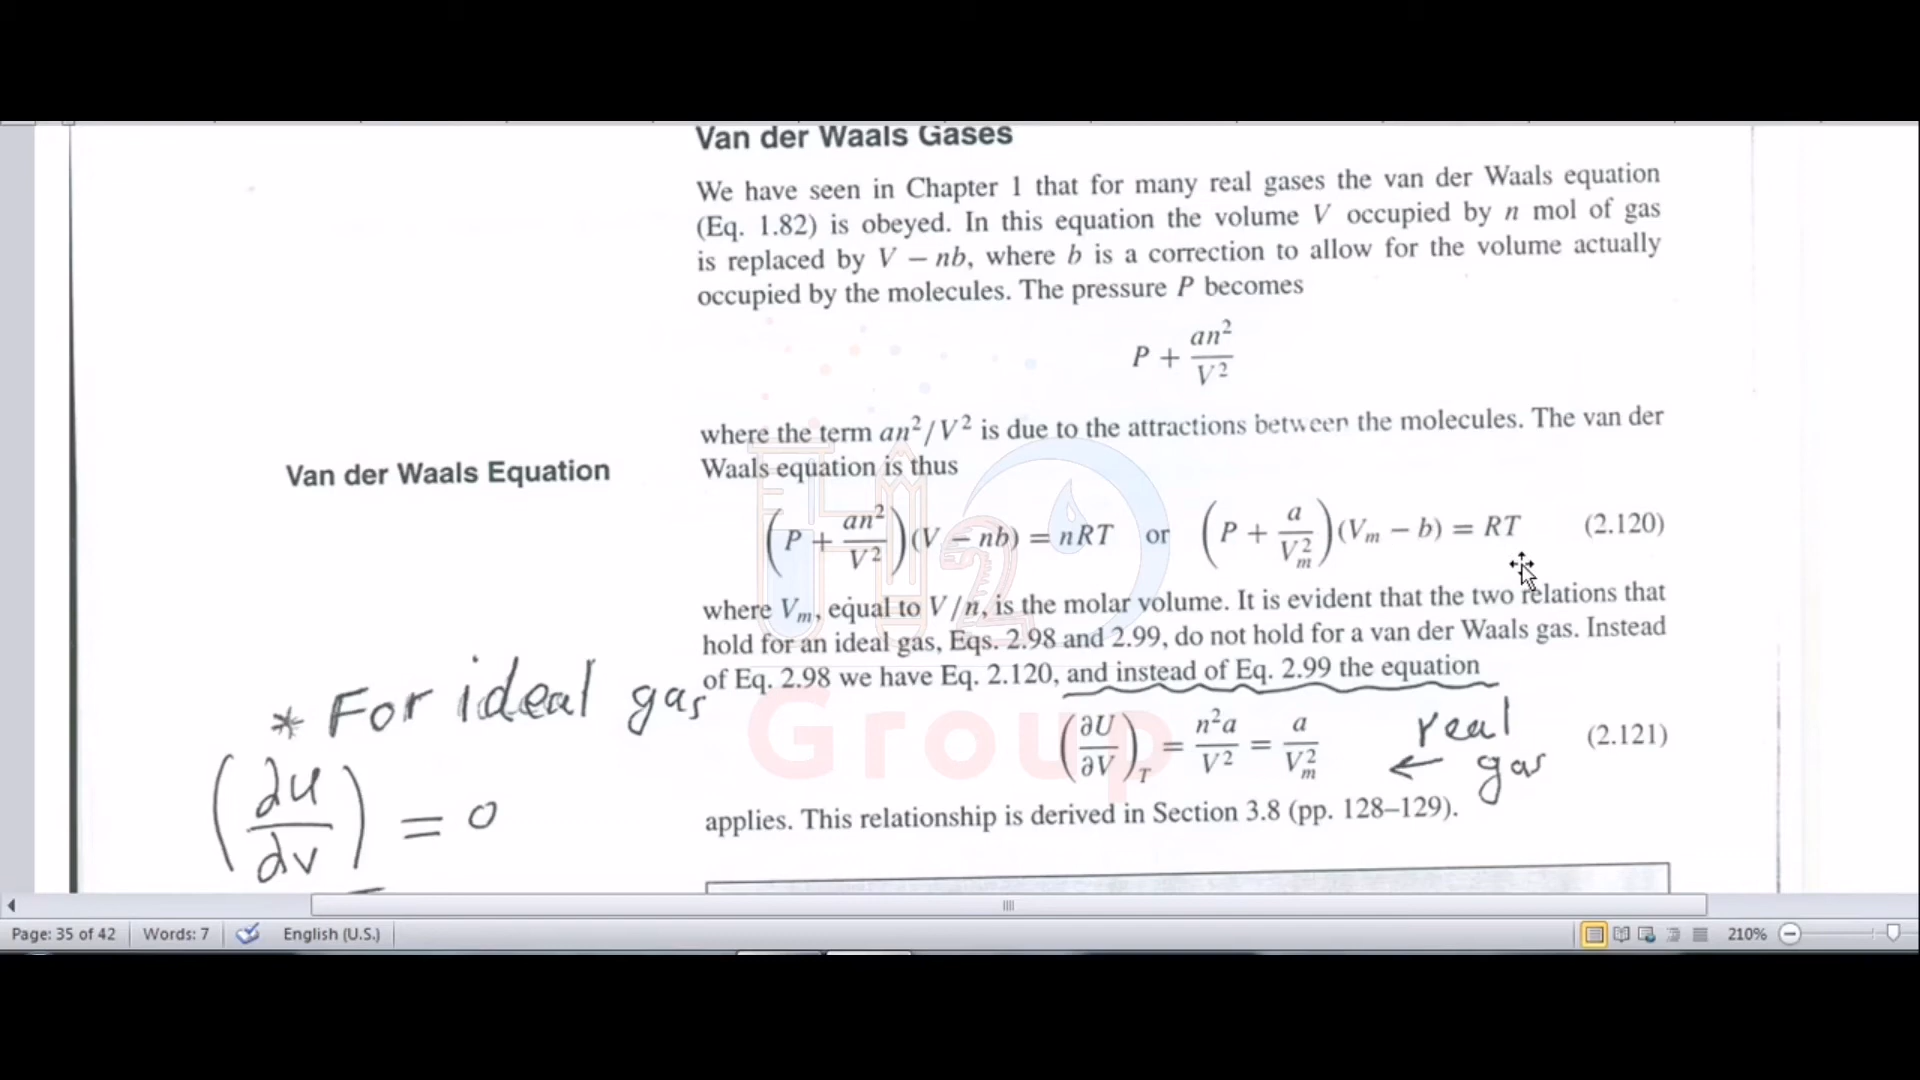 Van der Waals Gases
We have seen in Chapter 1 that for many real gases the van der Waals equation
(Eq. 1.82) is obeyed. In this equation the volume V occupied by n mol of gas
is replaced by V − nb, where b is a correction to allow for the volume actually
occupied by the molecules. The pressure P becomes
P + an²/V²
where the term an²/V² is due to the attractions between the molecules. The van der
Waals equation is thus
Van der Waals Equation
(P + an²/V²)(V − nb) = nRT or (P + a/Vₘ²)(Vₘ − b) = RT (2.120)
where Vₘ, equal to V/n, is the molar volume. It is evident that the two relations that
hold for an ideal gas, Eqs. 2.98 and 2.99, do not hold for a van der Waals gas. Instead
of Eq. 2.98 we have Eq. 2.120, and instead of Eq. 2.99 the equation
(∂U/∂V)_T = n²a/V² = a/Vₘ² (2.121)
← real
gas
applies. This relationship is derived in Section 3.8 (pp. 128–129).
* For ideal gas
(∂U/∂V) = 0
H2O
Group
Page: 35 of 42 Words: 7 English (U.S.) 210%